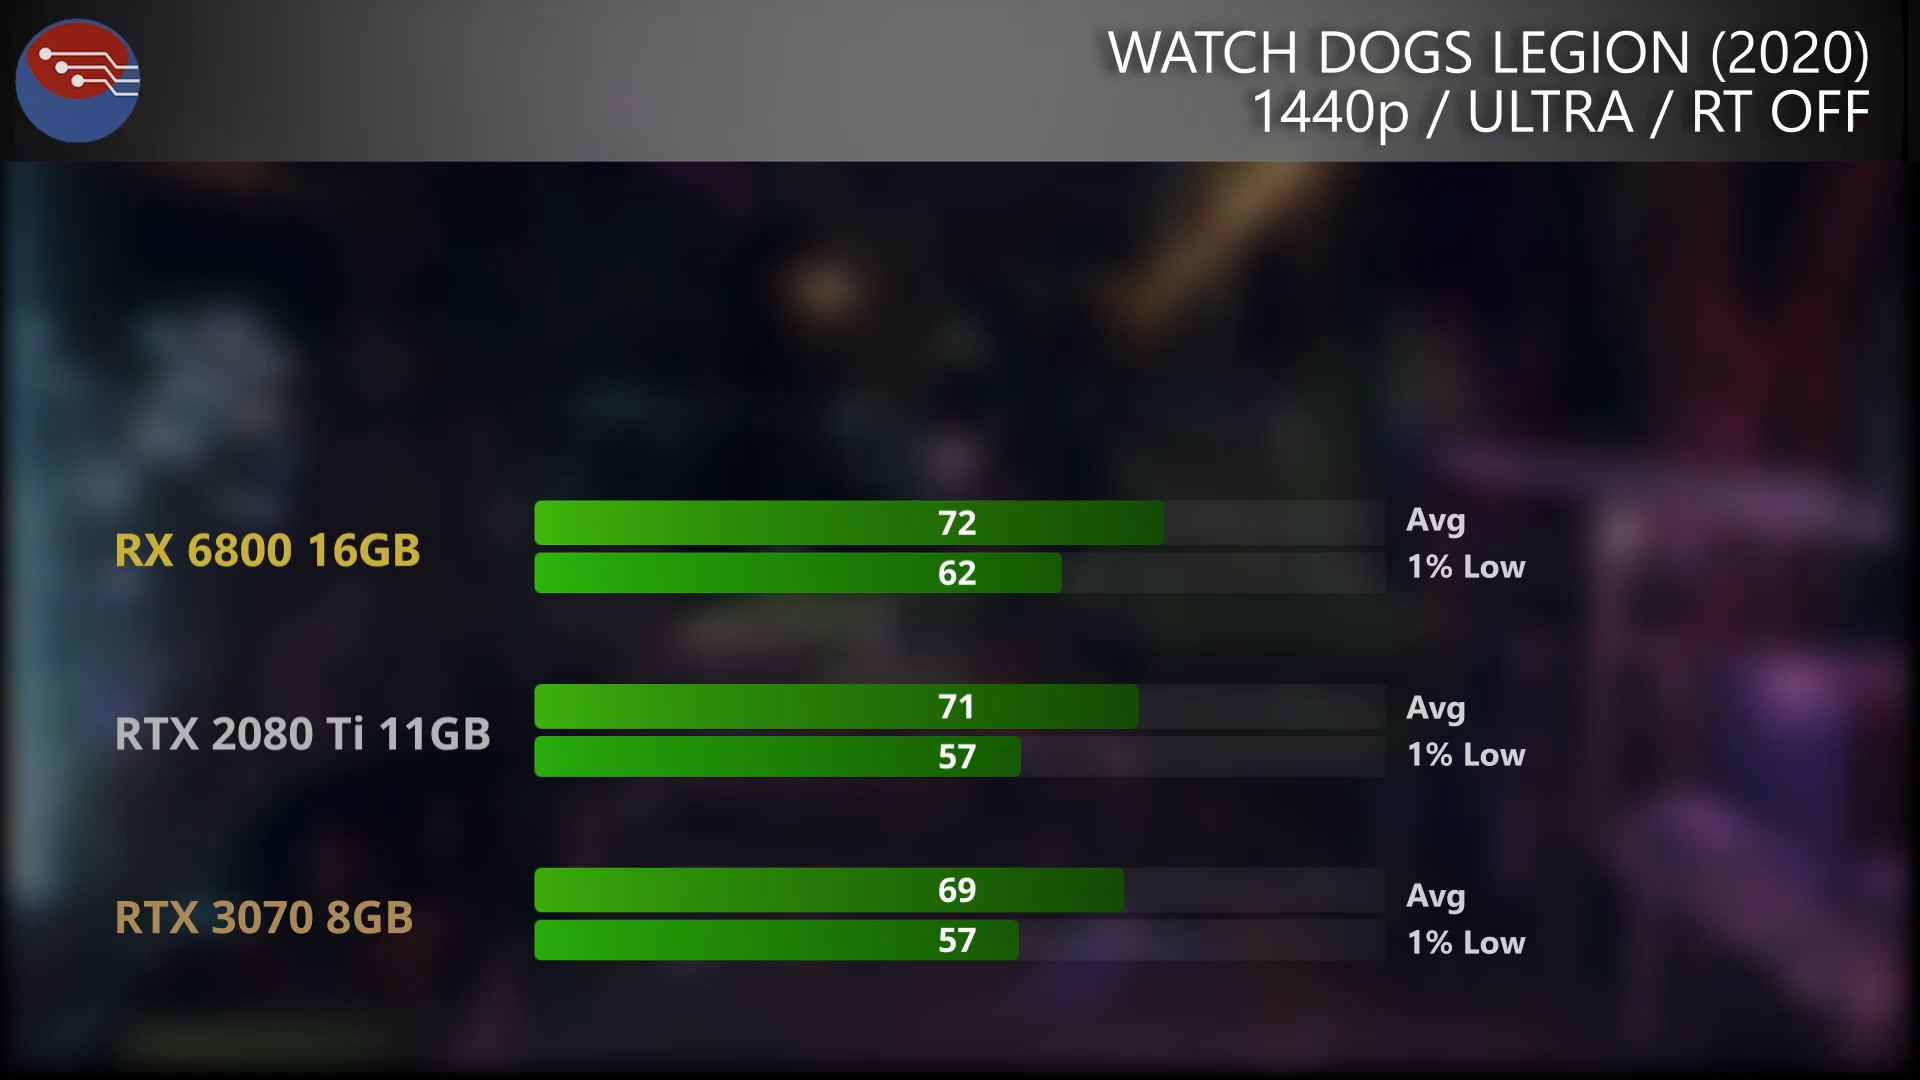 WATCH DOGS LEGION (2020)
1440p / ULTRA / RT OFF
RX 6800 16GB
72
Avg
62
1% Low
RTX 2080 Ti 11GB
71
Avg
57
1% Low
RTX 3070 8GB
69
Avg
57
1% Low